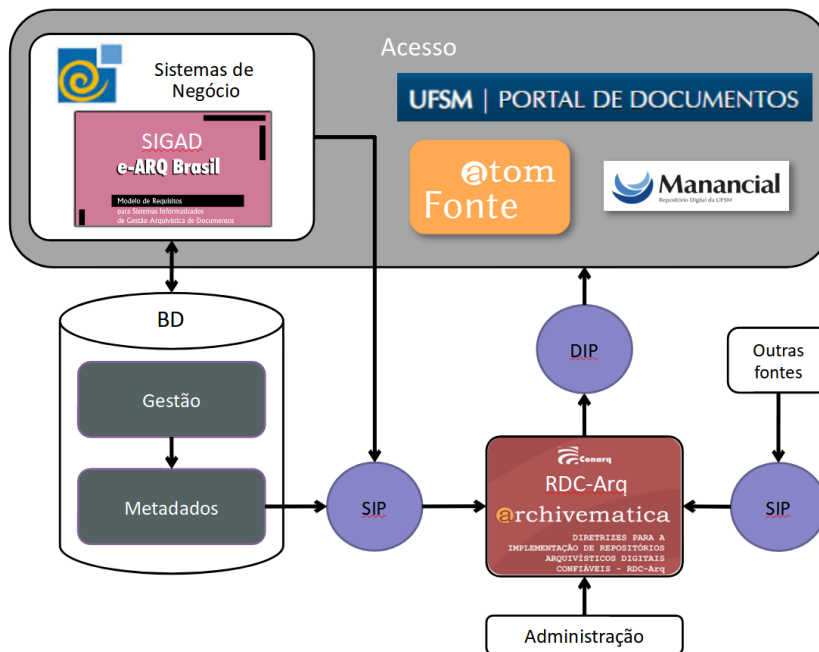 Acesso
Sistemas de
Negócio
SIGAD
e-ARQ Brasil
Modelo de Requisitos
para Sistemas Informatizados
de Gestão Arquivística de Documentos
UFSM | PORTAL DE DOCUMENTOS
atom
Fonte
Manancial
Repositório Digital da UFSM
BD
Gestão
Metadados
SIP
DIP
Outras
fontes
SIP
Conarq
RDC-Arq
archivematica
DIRETRIZES PARA A
IMPLEMENTAÇÃO DE REPOSITÓRIOS
ARQUIVÍSTICOS DIGITAIS
CONFIÁVEIS - RDC-Arq
Administração